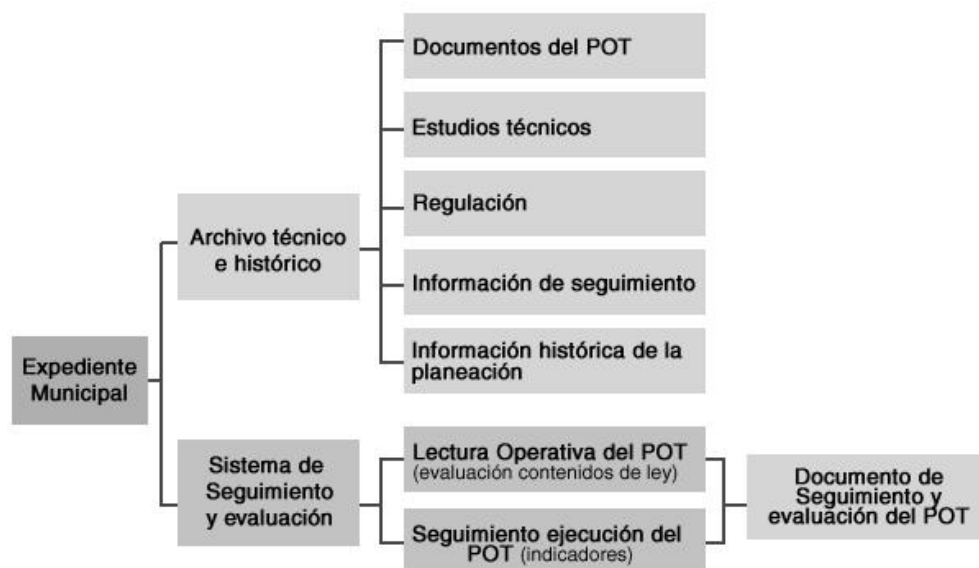 Documentos del POT
Estudios técnicos
Regulación
Archivo técnico
e histórico
Información de seguimiento
Información histórica de la
planeación
Expediente
Municipal
Sistema de
Seguimiento
y evaluación
Lectura Operativa del POT
(evaluación contenidos de ley)
Seguimiento ejecución del
POT (indicadores)
Documento de
Seguimiento y
evaluación del POT